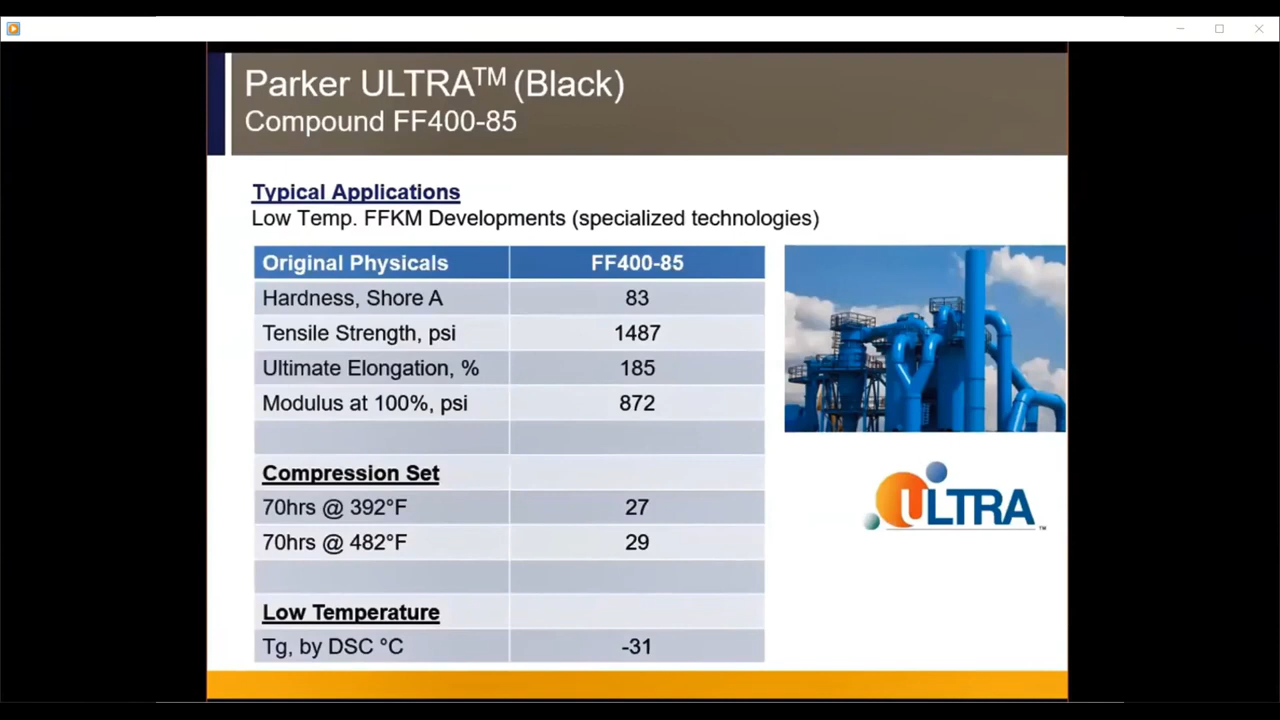 Parker ULTRA™ (Black)
Compound FF400-85
Typical Applications
Low Temp. FFKM Developments (specialized technologies)
Original Physicals FF400-85
Hardness, Shore A 83
Tensile Strength, psi 1487
Ultimate Elongation, % 185
Modulus at 100%, psi 872
Compression Set
70hrs @ 392°F 27
70hrs @ 482°F 29
Low Temperature
Tg, by DSC °C -31
ULTRA™